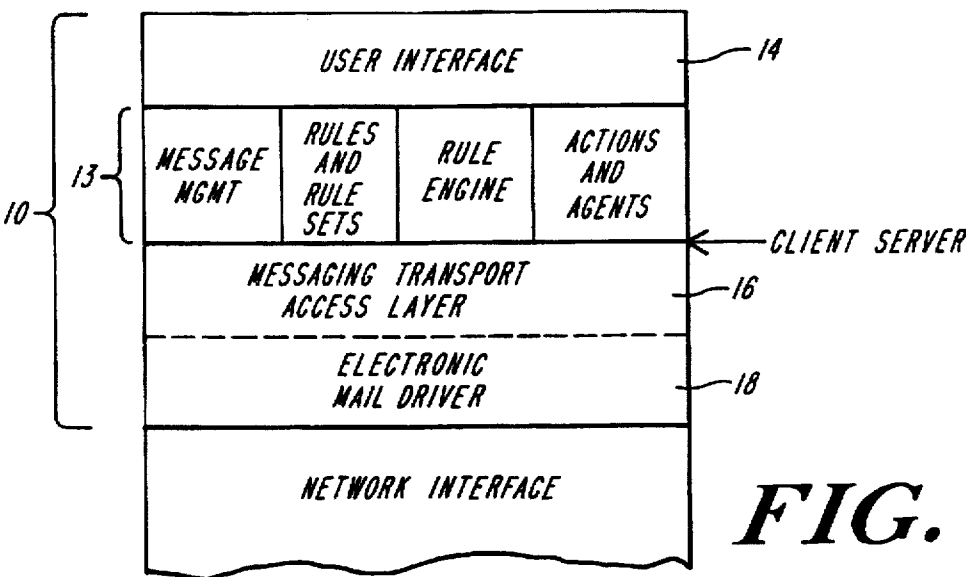 USER INTERFACE
14
13
10
MESSAGE
MGMT
RULES
AND
RULE
SETS
RULE
ENGINE
ACTIONS
AND
AGENTS
CLIENT SERVER
MESSAGING TRANSPORT
ACCESS LAYER
16
ELECTRONIC
MAIL DRIVER
18
NETWORK INTERFACE
FIG.